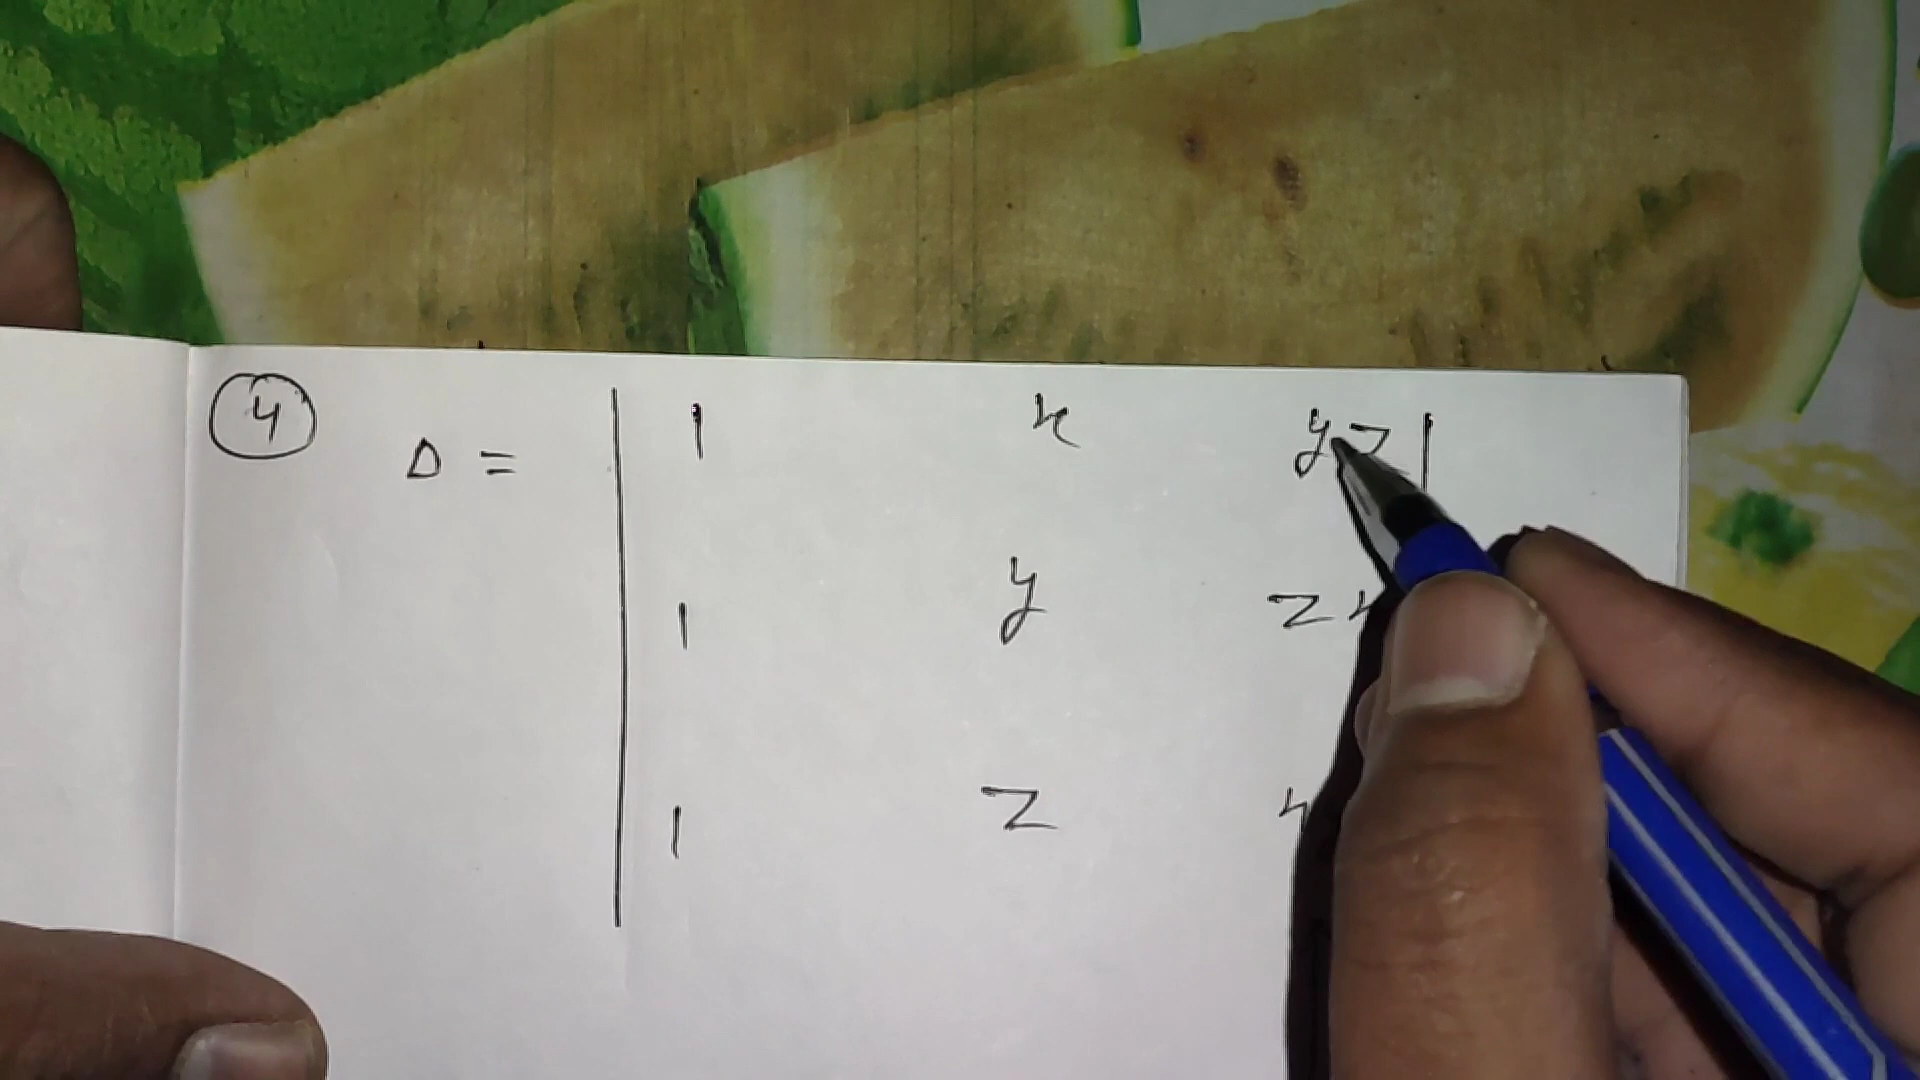 4
Δ = | 1 x yz |
1 y z
1 z